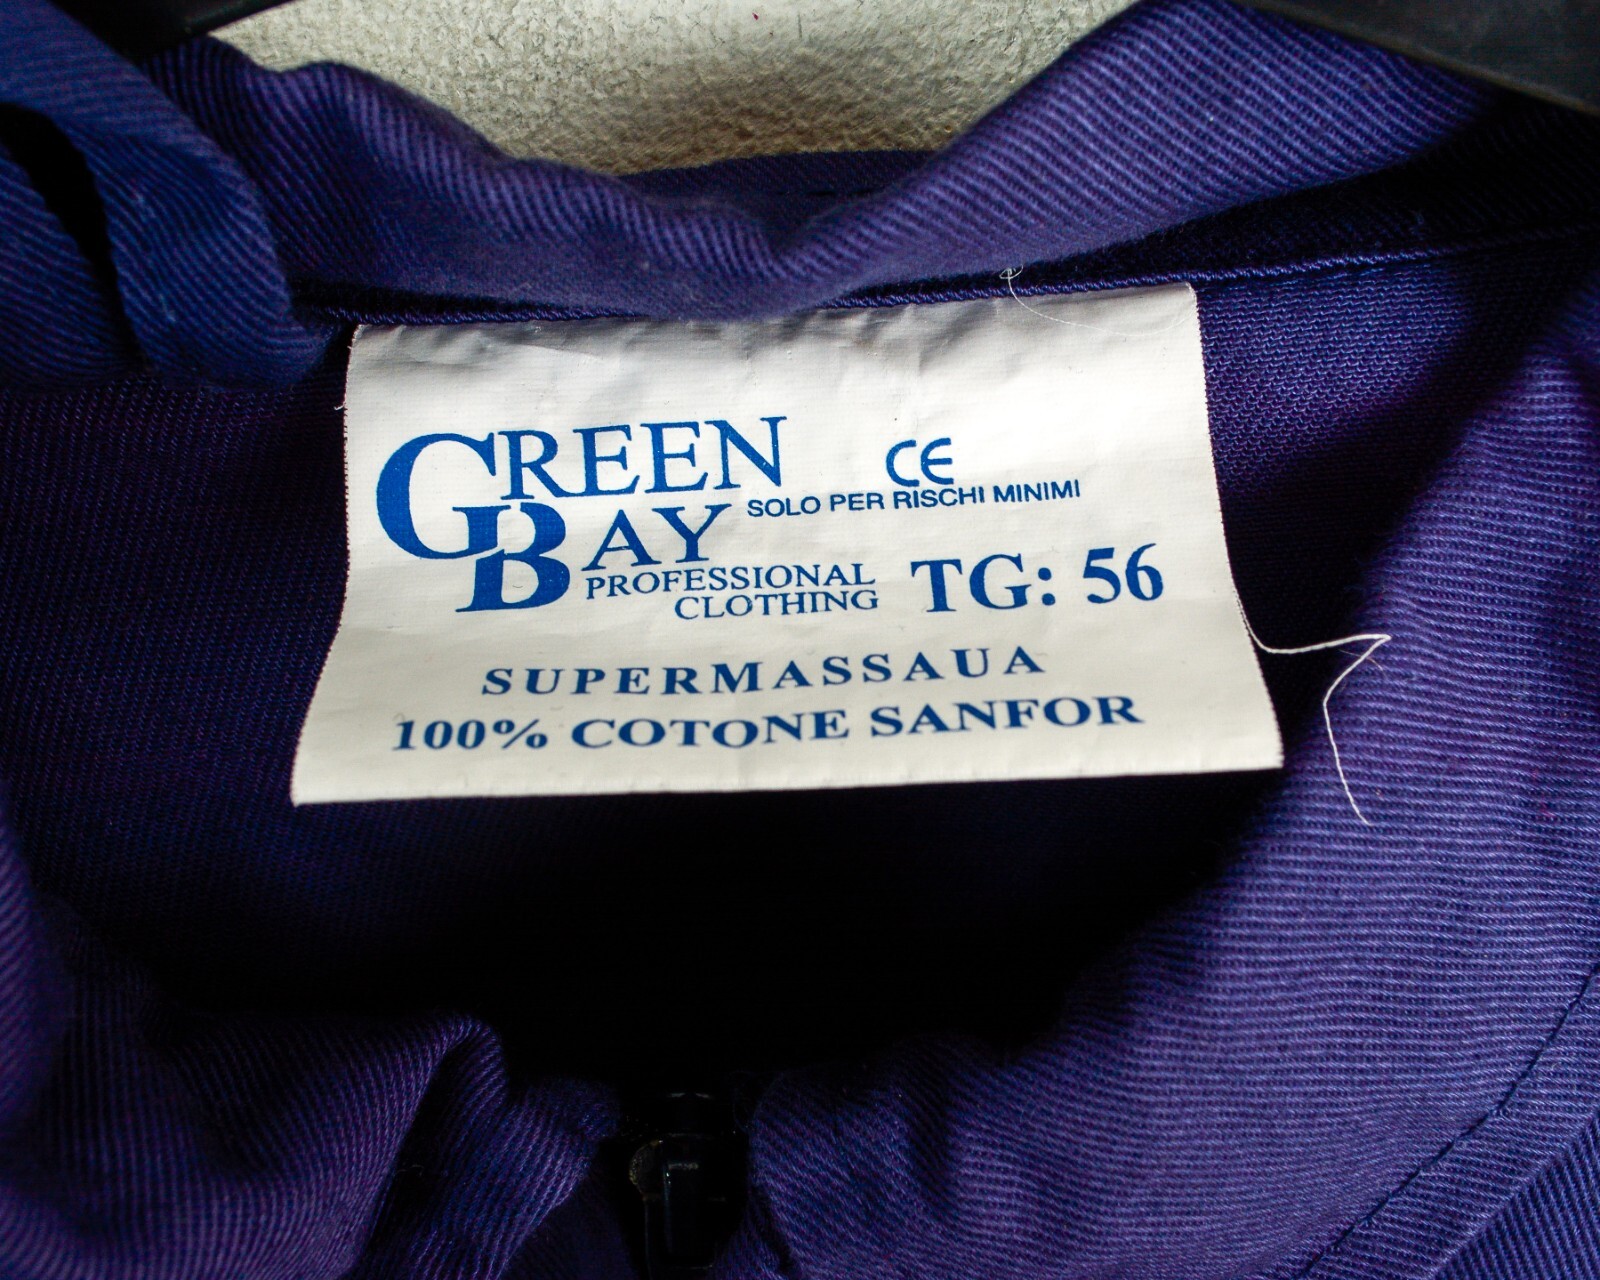 GREEN
BAY
PROFESSIONAL
CLOTHING
CE
SOLO PER RISCHI MINIMI
TG: 56
SUPERMASSAUA
100% COTONE SANFOR